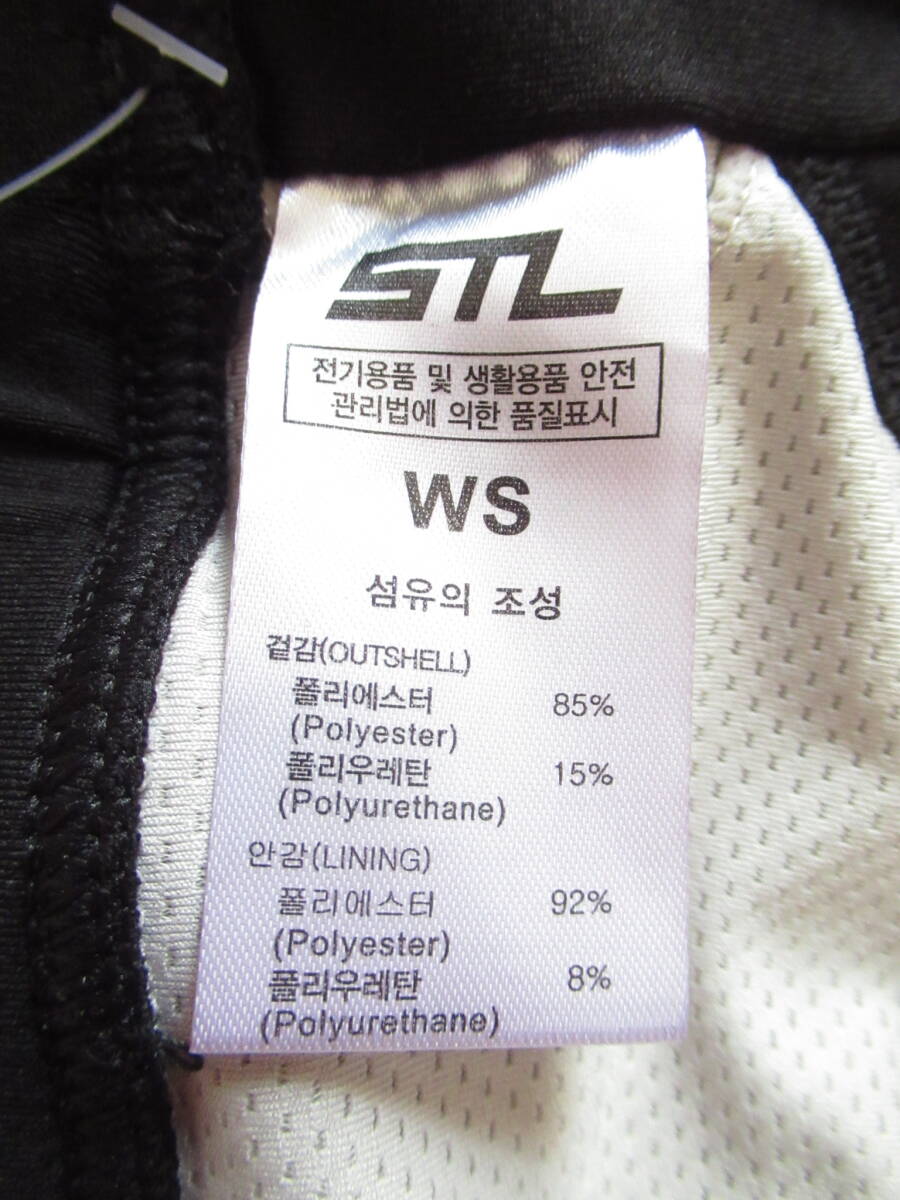 STL
전기용품 및 생활용품 안전
관리법에 의한 품질표시
WS
섬유의 조성
겉감(OUTSHELL)
폴리에스터 85%
(Polyester)
폴리우레탄 15%
(Polyurethane)
안감(LINING)
폴리에스터 92%
(Polyester)
폴리우레탄 8%
(Polyurethane)